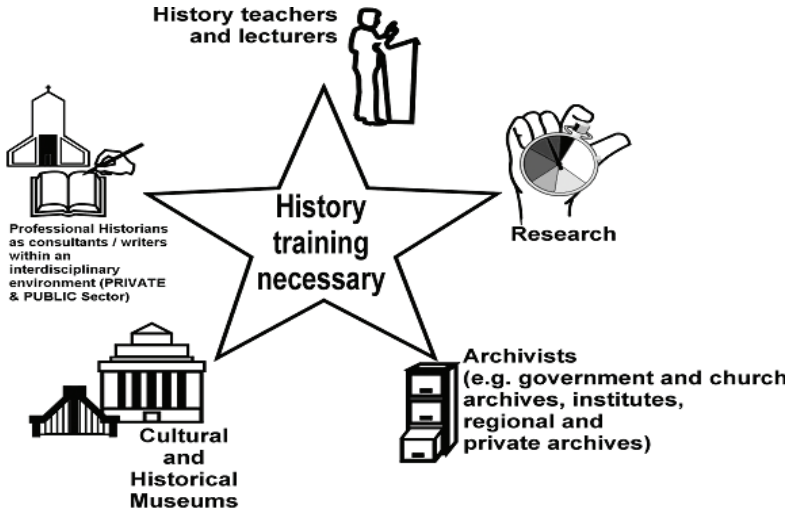 History teachers
and lecturers
History
training
necessary
Research
Professional Historians
as consultants / writers
within an
interdisciplinary
environment (PRIVATE
& PUBLIC Sector)
Archivists
(e.g. government and church
archives, institutes,
regional and
private archives)
Cultural
and
Historical
Museums